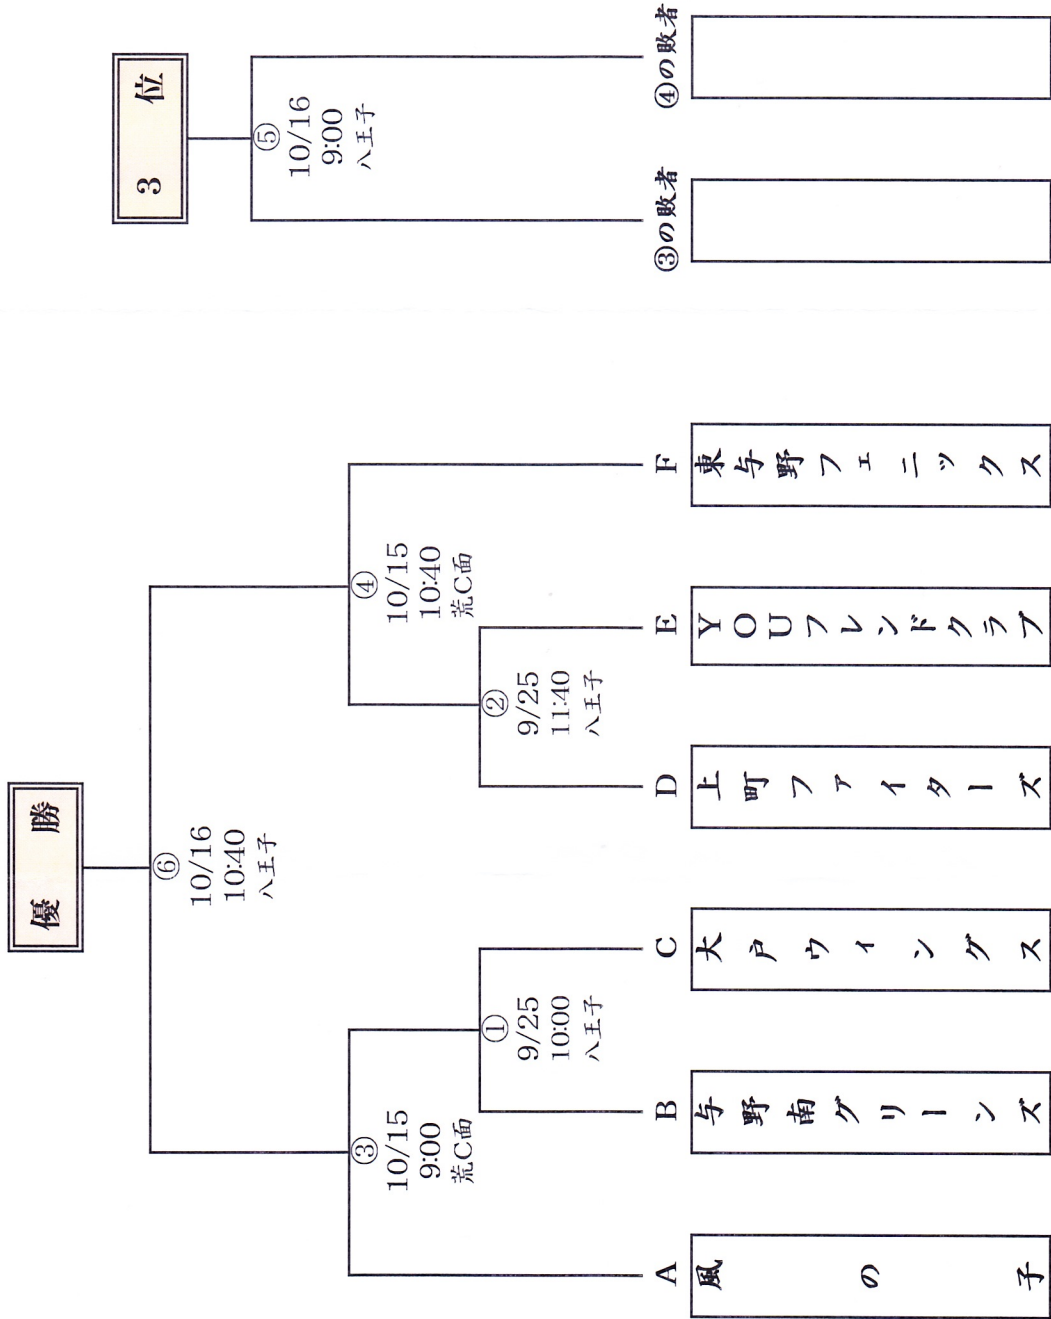 優勝
⑥
10/16
10:40
八王子
③
10/15
9:00
荒C面
④
10/15
10:40
荒C面
①
9/25
10:00
八王子
②
9/25
11:40
八王子
A
風の子
B
与野南グリーンズ
C
大戸ウイングス
D
上町ファイターズ
E
YOUフレンドクラブ
F
東与野フェニックス
3位
⑤
10/16
9:00
八王子
③の敗者
④の敗者